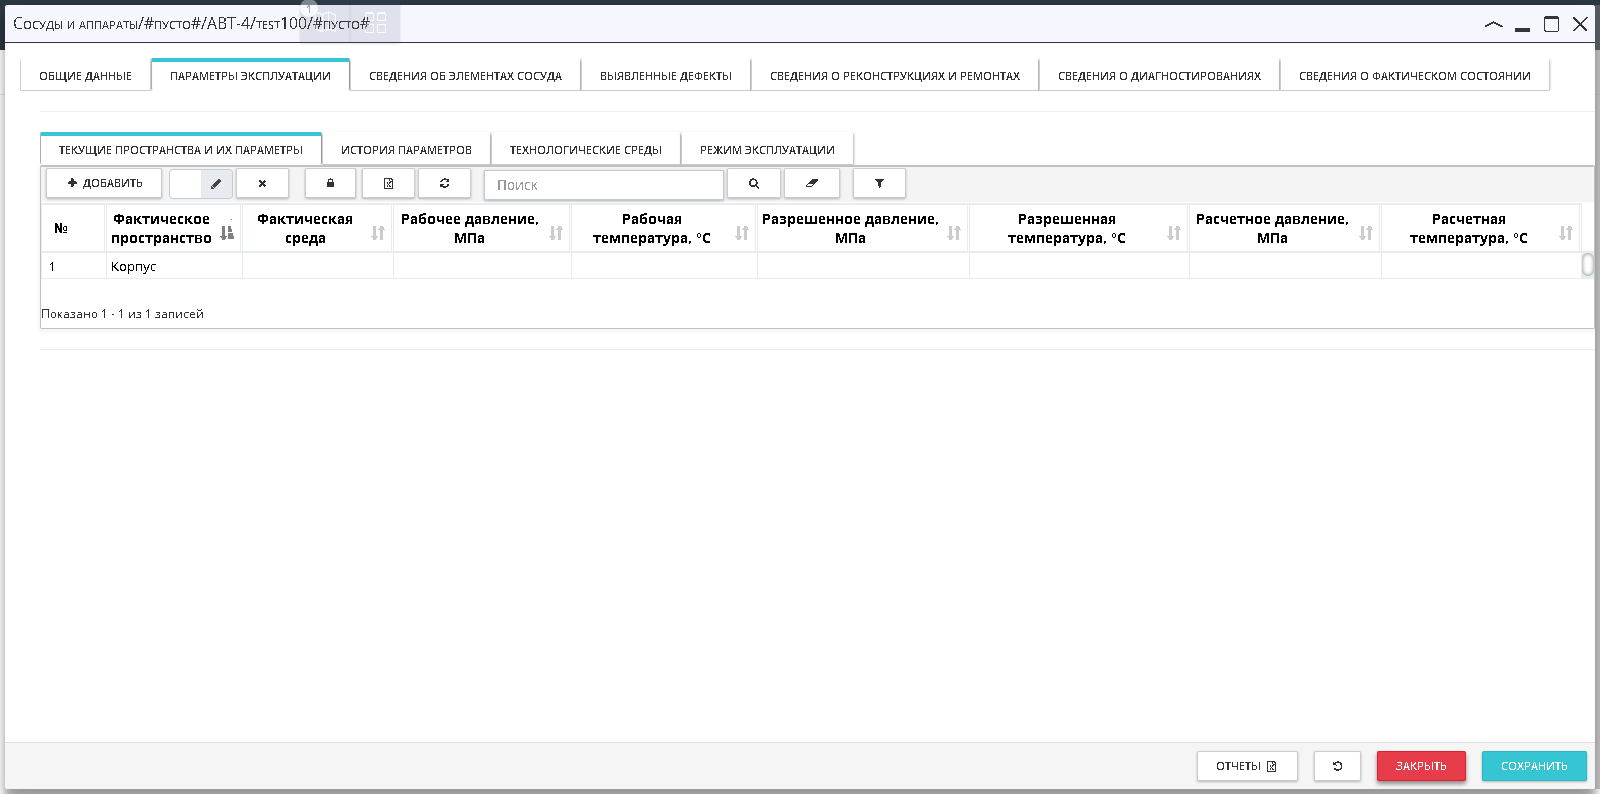 Сосуды и аппараты/#пусто#/АВТ-4/test100/#пусто#
1
ОБЩИЕ ДАННЫЕ
ПАРАМЕТРЫ ЭКСПЛУАТАЦИИ
СВЕДЕНИЯ ОБ ЭЛЕМЕНТАХ СОСУДА
ВЫЯВЛЕННЫЕ ДЕФЕКТЫ
СВЕДЕНИЯ О РЕКОНСТРУКЦИЯХ И РЕМОНТАХ
СВЕДЕНИЯ О ДИАГНОСТИРОВАНИЯХ
СВЕДЕНИЯ О ФАКТИЧЕСКОМ СОСТОЯНИИ
ТЕКУЩИЕ ПРОСТРАНСТВА И ИХ ПАРАМЕТРЫ
ИСТОРИЯ ПАРАМЕТРОВ
ТЕХНОЛОГИЧЕСКИЕ СРЕДЫ
РЕЖИМ ЭКСПЛУАТАЦИИ
ДОБАВИТЬ
Поиск
№
Фактическое
пространство
Фактическая
среда
Рабочее давление,
МПа
Рабочая
температура, °С
Разрешенное давление,
МПа
Разрешенная
температура, °С
Расчетное давление,
МПа
Расчетная
температура, °С
1
Корпус
Показано 1 - 1 из 1 записей
ОТЧЕТЫ
ЗАКРЫТЬ
СОХРАНИТЬ